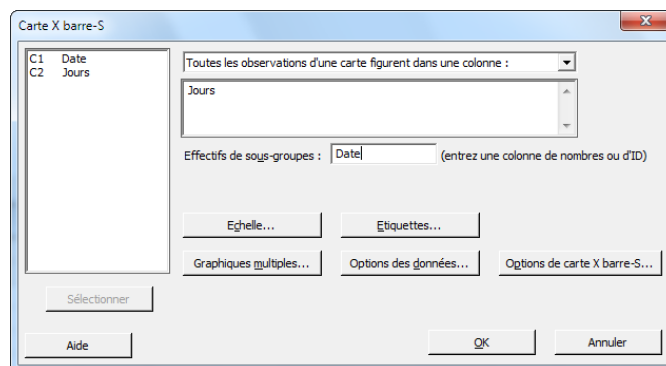 Carte X barre-S
C1 Date
C2 Jours
Toutes les observations d'une carte figurent dans une colonne :
Jours
Effectifs de sous-groupes : Date (entrez une colonne de nombres ou d'ID)
Echelle... Etiquettes...
Graphiques multiples... Options des données... Options de carte X barre-S...
Sélectionner
Aide OK Annuler